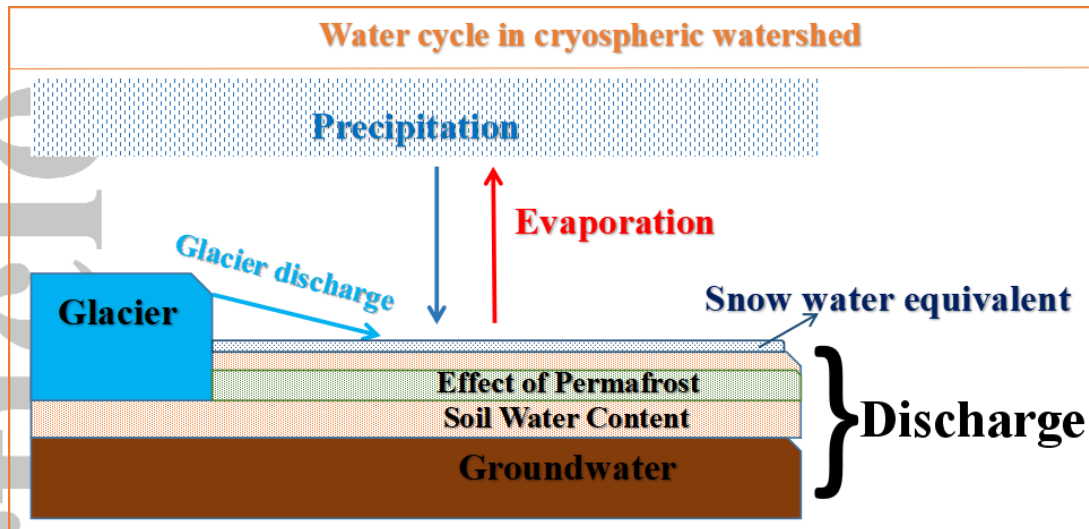 Water cycle in cryospheric watershed
Precipitation
Evaporation
Glacier discharge
Glacier
Snow water equivalent
Effect of Permafrost
Soil Water Content
Discharge
Groundwater